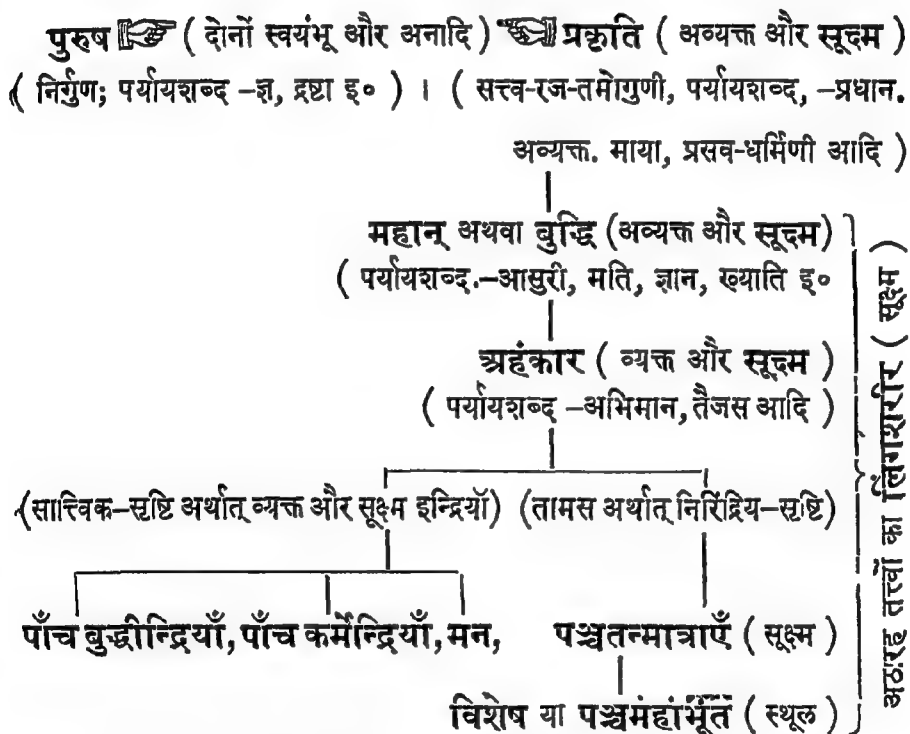 पुरुष ( दोनों स्वयंभू और अनादि ) प्रकृति ( अव्यक्त और सूक्ष्म )
( निर्गुण; पर्यायशब्द –ज्ञ, द्रष्टा इ० ) । ( सत्त्व-रज-तमोगुणी, पर्यायशब्द, –प्रधान.
अव्यक्त. माया, प्रसव-धर्मिणी आदि )
महान् अथवा बुद्धि (अव्यक्त और सूक्ष्म)
( पर्यायशब्द.–आसुरी, मति, ज्ञान, ख्याति इ०
अहंकार ( व्यक्त और सूक्ष्म )
( पर्यायशब्द –अभिमान, तैजस आदि )
(सात्त्विक–सृष्टि अर्थात् व्यक्त और सूक्ष्म इन्द्रियाँ) (तामस अर्थात् निरिंद्रिय–सृष्टि)
पाँच बुद्धीन्द्रियाँ, पाँच कर्मेन्द्रियाँ, मन, पञ्चतन्मात्राएँ ( सूक्ष्म )
विशेष या पञ्चमंहांभूत ( स्थूल )
अठारह तत्त्वों का लिंगशरीर ( सूक्ष्म )